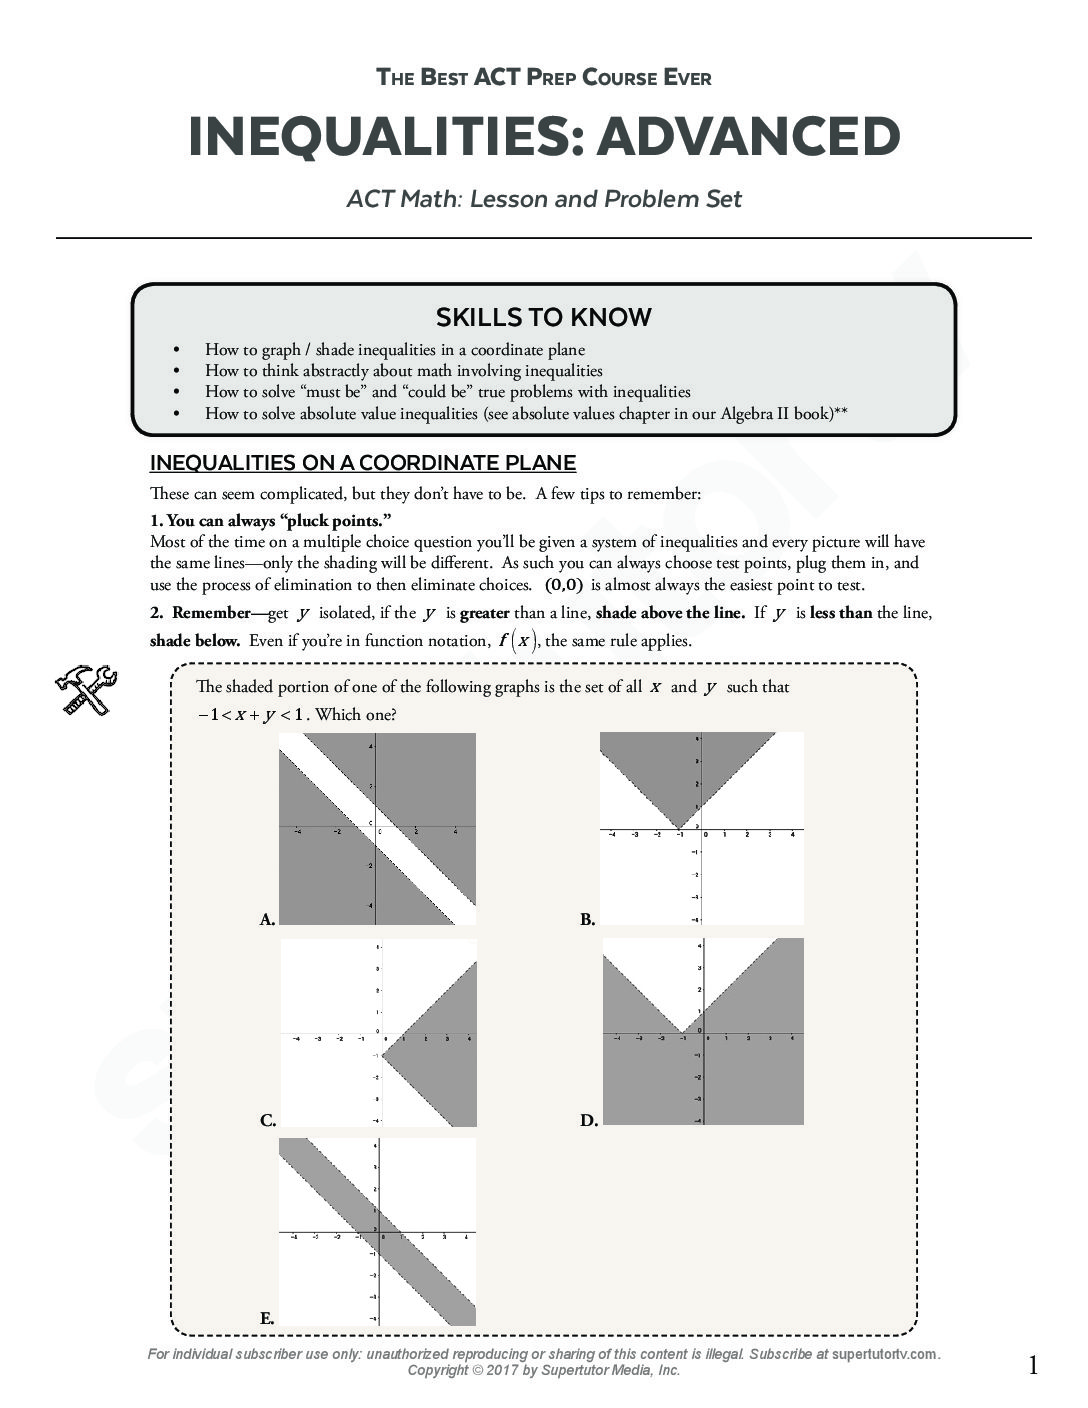 THE BEST ACT PREP COURSE EVER
INEQUALITIES: ADVANCED
ACT Math: Lesson and Problem Set
SKILLS TO KNOW
• How to graph / shade inequalities in a coordinate plane
• How to think abstractly about math involving inequalities
• How to solve “must be” and “could be” true problems with inequalities
• How to solve absolute value inequalities (see absolute values chapter in our Algebra II book)**
INEQUALITIES ON A COORDINATE PLANE
These can seem complicated, but they don’t have to be. A few tips to remember:
1. You can always “pluck points.”
Most of the time on a multiple choice question you’ll be given a system of inequalities and every picture will have
the same lines—only the shading will be different. As such you can always choose test points, plug them in, and
use the process of elimination to then eliminate choices. (0,0) is almost always the easiest point to test.
2. Remember—get y isolated, if the y is greater than a line, shade above the line. If y is less than the line,
shade below. Even if you’re in function notation, f(x), the same rule applies.
The shaded portion of one of the following graphs is the set of all x and y such that
−1 < x + y < 1. Which one?
A.
B.
C.
D.
E.
For individual subscriber use only: unauthorized reproducing or sharing of this content is illegal. Subscribe at supertutortv.com.
Copyright © 2017 by Supertutor Media, Inc.
1